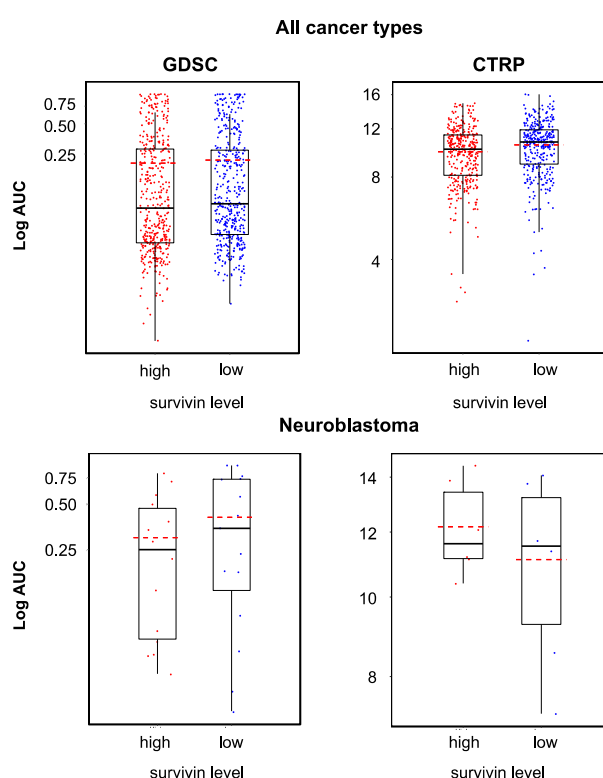 All cancer types
GDSC
CTRP
0.75
0.50
0.25
Log AUC
high
low
survivin level
16
12
8
4
high
low
survivin level
Neuroblastoma
0.75
0.50
0.25
Log AUC
high
low
survivin level
14
12
10
8
high
low
survivin level